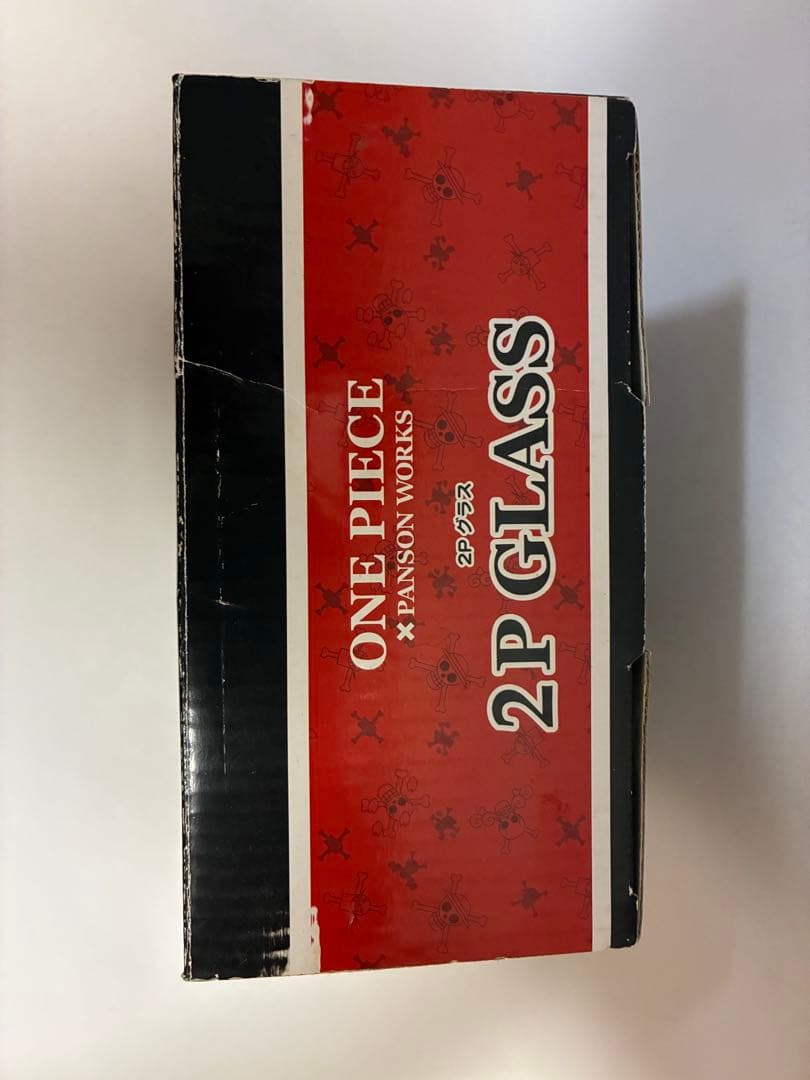 ONE PIECE
×PANSON WORKS
2Pグラス
2P GLASS